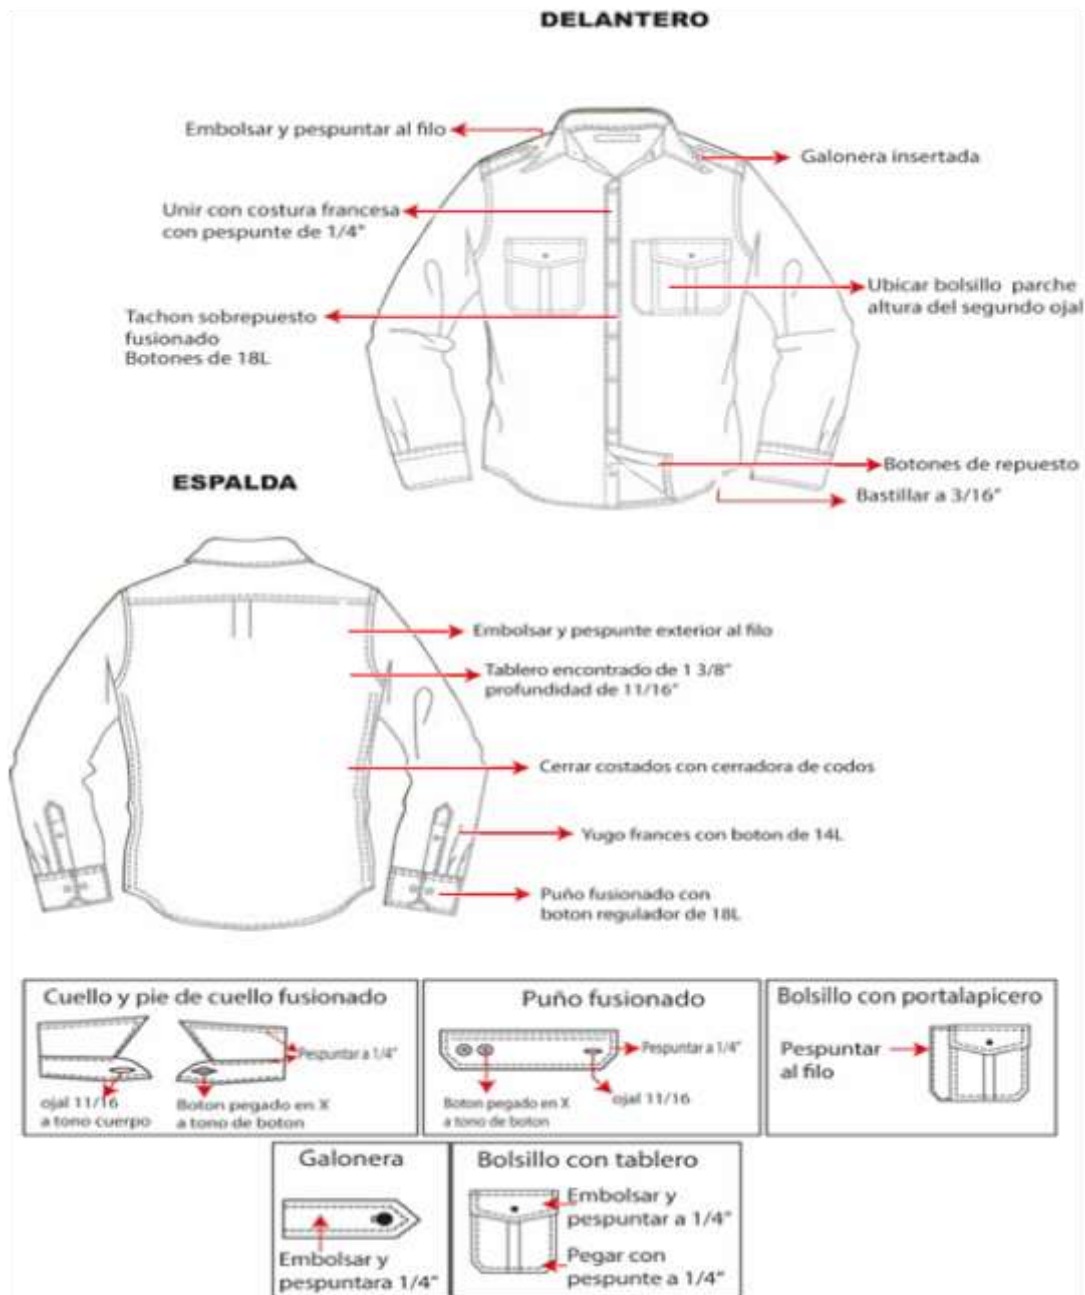 DELANTERO
Embolsar y pespuntar al filo
Galonera insertada
Unir con costura francesa
con pespunte de 1/4"
Ubicar bolsillo parche
altura del segundo ojal
Tachon sobrepuesto
fusionado
Botones de 18L
Botones de repuesto
Bastillar a 3/16"
ESPALDA
Embolsar y pespunte exterior al filo
Tablero encontrado de 1 3/8"
profundidad de 11/16"
Cerrar costados con cerradora de codos
Yugo frances con boton de 14L
Puño fusionado con
boton regulador de 18L
Cuello y pie de cuello fusionado
Pespuntar a 1/4"
ojal 11/16
a tono cuerpo
Boton pegado en X
a tono de boton
Puño fusionado
Pespuntar a 1/4"
Boton pegado en X
a tono de boton
ojal 11/16
Bolsillo con portalapicero
Pespuntar
al filo
Galonera
Embolsar y
pespuntara 1/4"
Bolsillo con tablero
Embolsar y
pespuntar a 1/4"
Pegar con
pespunte a 1/4"